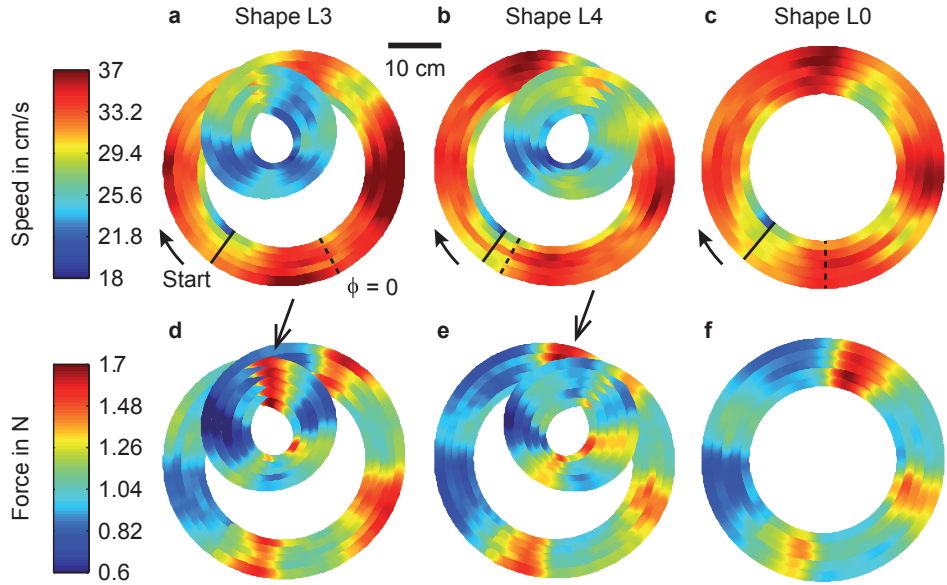 a Shape L3 b Shape L4 c Shape L0
10 cm
Speed in cm/s
37
33.2
29.4
25.6
21.8
18
Start
ϕ = 0
d e f
Force in N
1.7
1.48
1.26
1.04
0.82
0.6